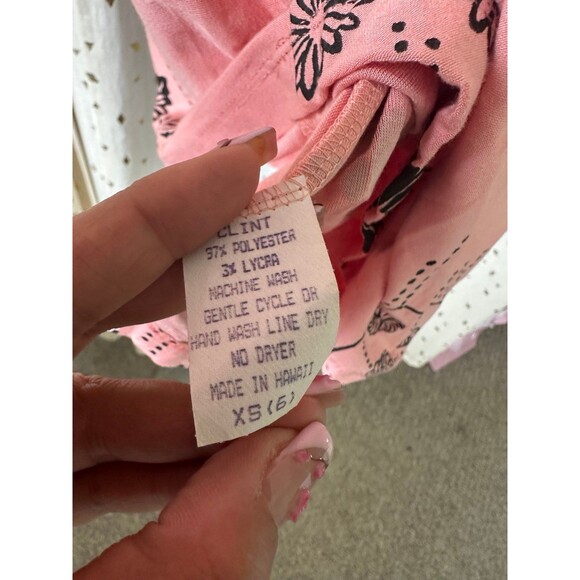 CLINT
97% POLYESTER
3% LYCRA
MACHINE WASH
GENTLE CYCLE OR
HAND WASH LINE DRY
NO DRYER
MADE IN HAWAII
XS(6)